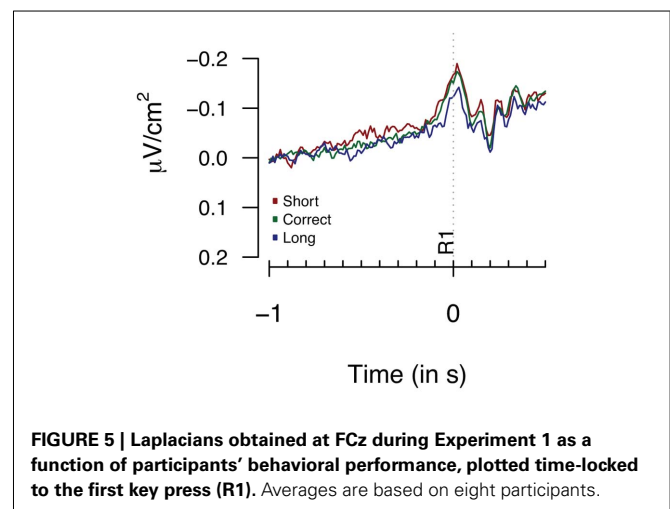 −0.2
−0.1
0.0
0.1
0.2
μV/cm²
Short
Correct
Long
R1
−1
0
Time (in s)
FIGURE 5 | Laplacians obtained at FCz during Experiment 1 as a
function of participants’ behavioral performance, plotted time-locked
to the first key press (R1). Averages are based on eight participants.